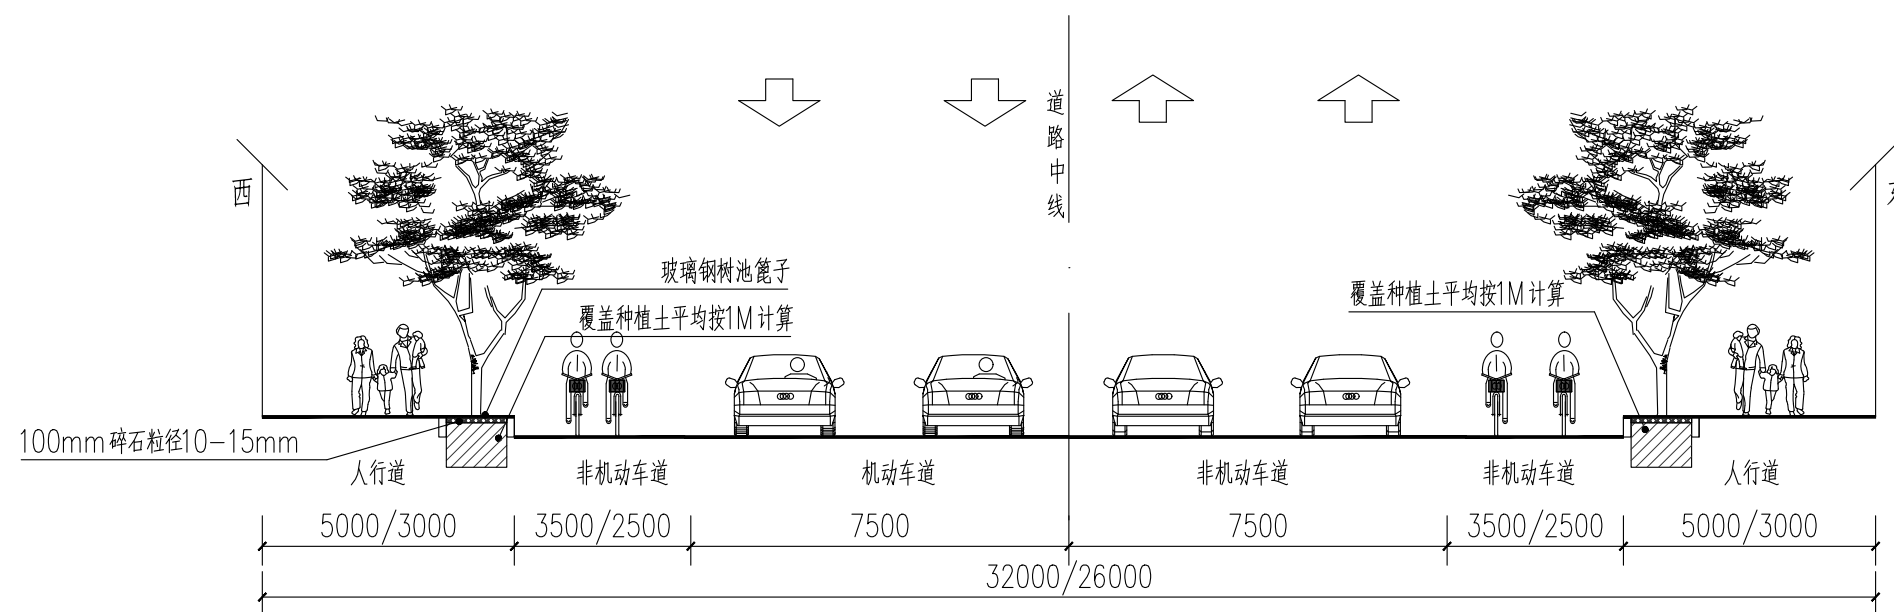 道路中线
西
玻璃钢树池篦子
覆盖种植土平均按1M计算
覆盖种植土平均按1M计算
100mm碎石粒径10-15mm
人行道
非机动车道
机动车道
非机动车道
非机动车道
人行道
5000/3000
3500/2500
7500
7500
3500/2500
5000/3000
32000/26000